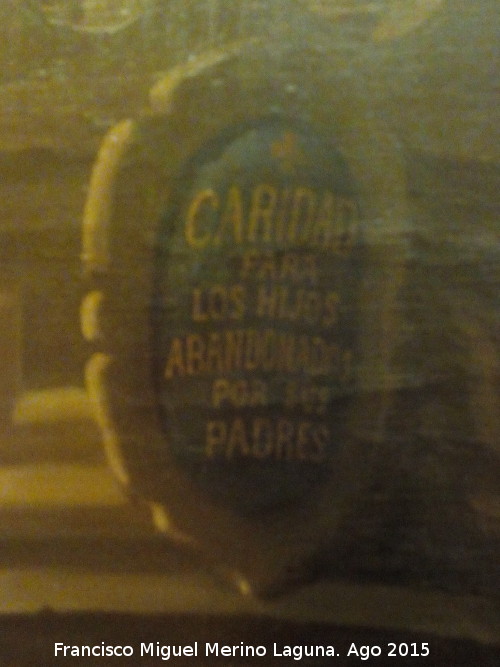 CARIDAD
PARA
LOS HIJOS
ABANDONADOS
POR SUS
PADRES
Francisco Miguel Merino Laguna. Ago 2015